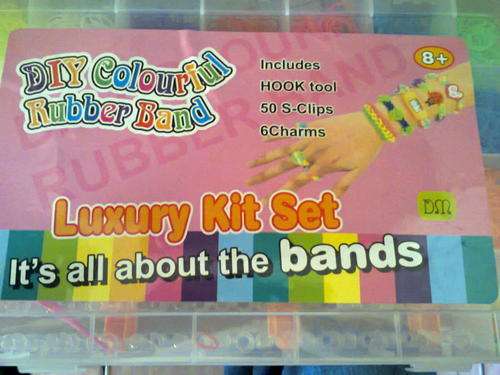 DIY Colourful
Rubber Band
Includes
HOOK tool
50 S-Clips
6Charms
8+
Luxury Kit Set
DM
It's all about the bands